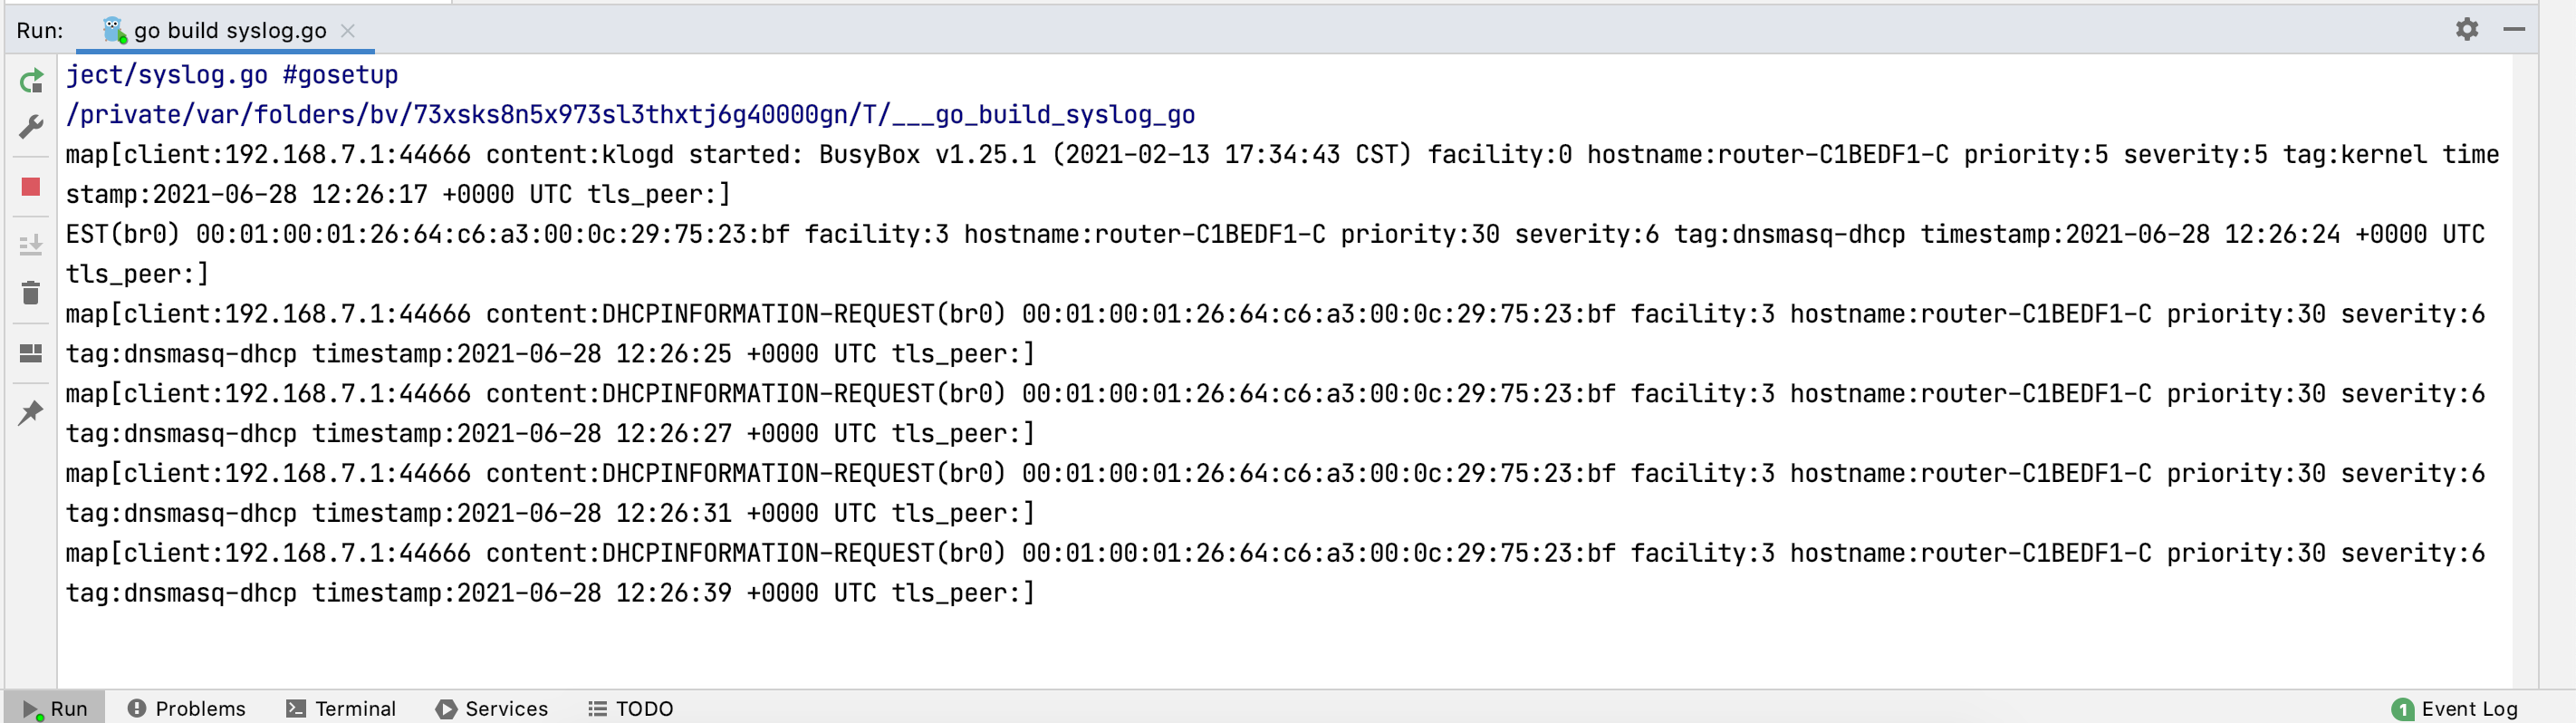 Run: go build syslog.go
ject/syslog.go #gosetup
/private/var/folders/bv/73xsks8n5x973sl3thxtj6g40000gn/T/___go_build_syslog_go
map[client:192.168.7.1:44666 content:klogd started: BusyBox v1.25.1 (2021-02-13 17:34:43 CST) facility:0 hostname:router-C1BEDF1-C priority:5 severity:5 tag:kernel time
stamp:2021-06-28 12:26:17 +0000 UTC tls_peer:]
EST(br0) 00:01:00:01:26:64:c6:a3:00:0c:29:75:23:bf facility:3 hostname:router-C1BEDF1-C priority:30 severity:6 tag:dnsmasq-dhcp timestamp:2021-06-28 12:26:24 +0000 UTC
tls_peer:]
map[client:192.168.7.1:44666 content:DHCPINFORMATION-REQUEST(br0) 00:01:00:01:26:64:c6:a3:00:0c:29:75:23:bf facility:3 hostname:router-C1BEDF1-C priority:30 severity:6
tag:dnsmasq-dhcp timestamp:2021-06-28 12:26:25 +0000 UTC tls_peer:]
map[client:192.168.7.1:44666 content:DHCPINFORMATION-REQUEST(br0) 00:01:00:01:26:64:c6:a3:00:0c:29:75:23:bf facility:3 hostname:router-C1BEDF1-C priority:30 severity:6
tag:dnsmasq-dhcp timestamp:2021-06-28 12:26:27 +0000 UTC tls_peer:]
map[client:192.168.7.1:44666 content:DHCPINFORMATION-REQUEST(br0) 00:01:00:01:26:64:c6:a3:00:0c:29:75:23:bf facility:3 hostname:router-C1BEDF1-C priority:30 severity:6
tag:dnsmasq-dhcp timestamp:2021-06-28 12:26:31 +0000 UTC tls_peer:]
map[client:192.168.7.1:44666 content:DHCPINFORMATION-REQUEST(br0) 00:01:00:01:26:64:c6:a3:00:0c:29:75:23:bf facility:3 hostname:router-C1BEDF1-C priority:30 severity:6
tag:dnsmasq-dhcp timestamp:2021-06-28 12:26:39 +0000 UTC tls_peer:]
Run Problems Terminal Services TODO 1 Event Log